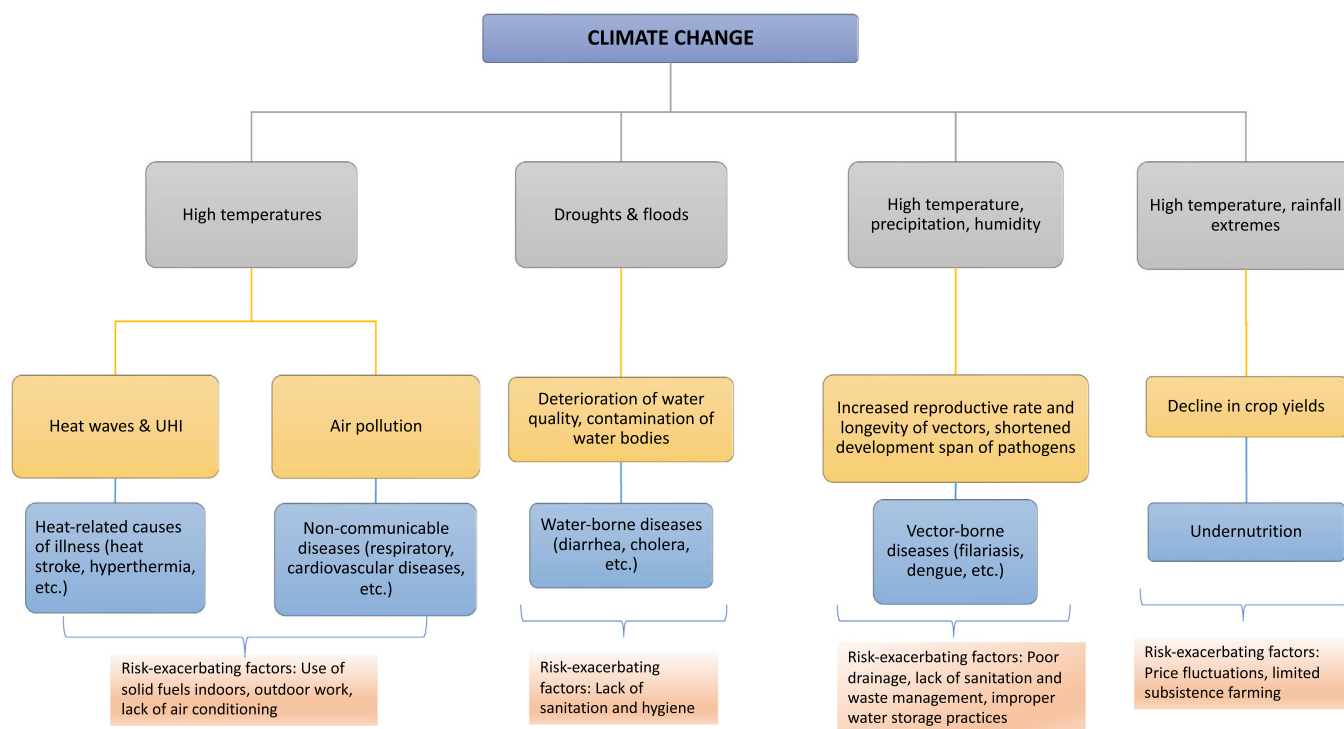 CLIMATE CHANGE
High temperatures
Droughts & floods
High temperature,
precipitation, humidity
High temperature, rainfall
extremes
Heat waves & UHI
Air pollution
Deterioration of water
quality, contamination of
water bodies
Increased reproductive rate and
longevity of vectors, shortened
development span of pathogens
Decline in crop yields
Heat-related causes
of illness (heat
stroke, hyperthermia,
etc.)
Non-communicable
diseases (respiratory,
cardiovascular diseases,
etc.)
Water-borne diseases
(diarrhea, cholera,
etc.)
Vector-borne
diseases (filariasis,
dengue, etc.)
Undernutrition
Risk-exacerbating factors: Use of
solid fuels indoors, outdoor work,
lack of air conditioning
Risk-exacerbating
factors: Lack of
sanitation and hygiene
Risk-exacerbating factors: Poor
drainage, lack of sanitation and
waste management, improper
water storage practices
Risk-exacerbating factors:
Price fluctuations, limited
subsistence farming